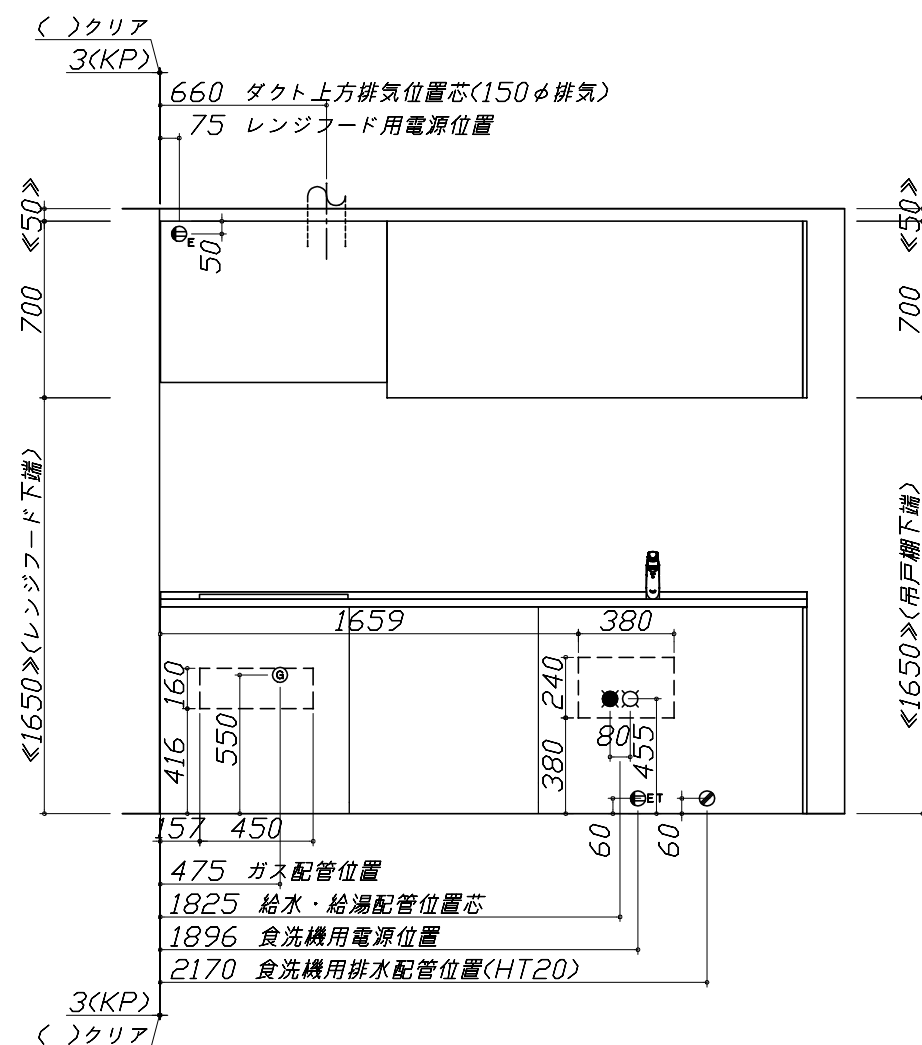 ( )クリア
3(KP)
660 ダクト上方排気位置芯(150φ排気)
75 レンジフード用電源位置
≪50≫
≪50≫
E
50
700
700
≪1650≫(レンジフード下端)
≪1650≫(吊戸棚下端)
1659
380
160
G
240
550
416
80
455
380
ET
60
60
157
450
475 ガス配管位置
1825 給水・給湯配管位置芯
1896 食洗機用電源位置
2170 食洗機用排水配管位置(HT20)
3(KP)
( )クリア